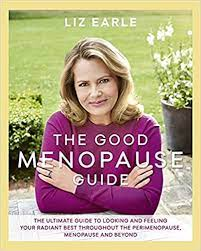 LIZ EARLE
THE GOOD
MENOPAUSE
GUIDE
THE ULTIMATE GUIDE TO LOOKING AND FEELING
YOUR RADIANT BEST THROUGHOUT THE PERIMENOPAUSE,
MENOPAUSE AND BEYOND